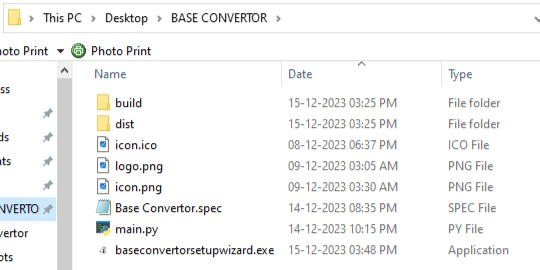 This PC > Desktop > BASE CONVERTOR >
hoto Print Photo Print
Name Date Type
ss
build 15-12-2023 03:25 PM File folder
dist 15-12-2023 03:25 PM File folder
ds
icon.ico 08-12-2023 06:37 PM ICO File
nts
logo.png 09-12-2023 03:05 AM PNG File
icon.png 09-12-2023 03:30 AM PNG File
NVERTO
Base Convertor.spec 14-12-2023 08:35 PM SPEC File
vertor
main.py 14-12-2023 10:15 PM PY File
ots
baseconvertorsetupwizard.exe 15-12-2023 03:48 PM Application